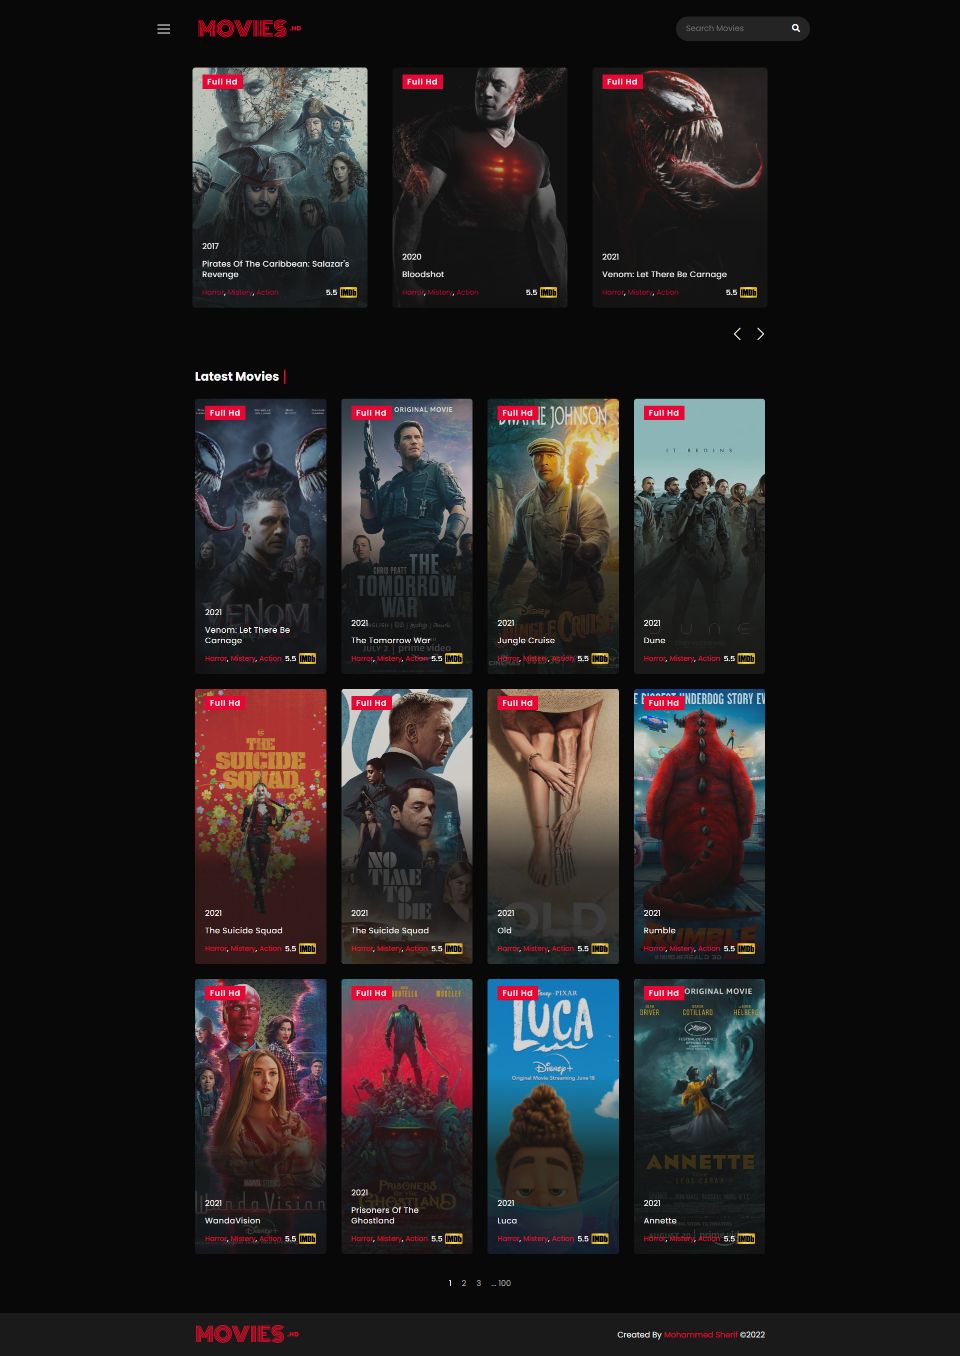 MOVIES.HD
Search Movies
Full Hd
Full Hd
Full Hd
2017
Pirates Of The Caribbean: Salazar's
Revenge
Harror, Mistery, Action 5.5 IMDb
2020
Bloodshot
Harror, Mistery, Action 5.5 IMDb
2021
Venom: Let There Be Carnage
Harror, Mistery, Action 5.5 IMDb
Latest Movies
Full Hd
VENOM
2021
Venom: Let There Be
Carnage
Harror, Mistery, Action 5.5 IMDb
Full Hd
ORIGINAL MOVIE
CHRIS PRATT
THE
TOMORROW
WAR
2021
The Tomorrow War
JULY 2 | prime video
Harror, Mistery, Action 5.5 IMDb
Full Hd
DWAYNE JOHNSON
Disney
JUNGLE CRUISE
2021
Jungle Cruise
Harror, Mistery, Action 5.5 IMDb
Full Hd
IT BEGINS
DUNE
2021
Dune
Harror, Mistery, Action 5.5 IMDb
Full Hd
THE
SUICIDE
SQUAD
2021
The Suicide Squad
Harror, Mistery, Action 5.5 IMDb
Full Hd
NO
TIME
TO
DIE
2021
The Suicide Squad
Harror, Mistery, Action 5.5 IMDb
Full Hd
OLD
2021
Old
Harror, Mistery, Action 5.5 IMDb
Full Hd
E BIGGEST UNDERDOG STORY EV
2021
Rumble
RUMBLE
Harror, Mistery, Action 5.5 IMDb
Full Hd
MARVEL STUDIOS
WandaVision
2021
WandaVision
Disney+
Harror, Mistery, Action 5.5 IMDb
Full Hd
PRISONERS
GHOSTLAND
2021
Prisoners Of The
Ghostland
Harror, Mistery, Action 5.5 IMDb
Full Hd
Disney · PIXAR
LUCA
Disney+
Original Movie Streaming June 18
2021
Luca
Harror, Mistery, Action 5.5 IMDb
Full Hd
ORIGINAL MOVIE
DRIVER COTILLARD HELBERG
FESTIVAL DE CANNES
ANNETTE
LEOS CARAX
2021
Annette
Harror, Mistery, Action 5.5 IMDb
1 2 3 ... 100
MOVIES.HD
Created By Mohammed Sherif ©2022